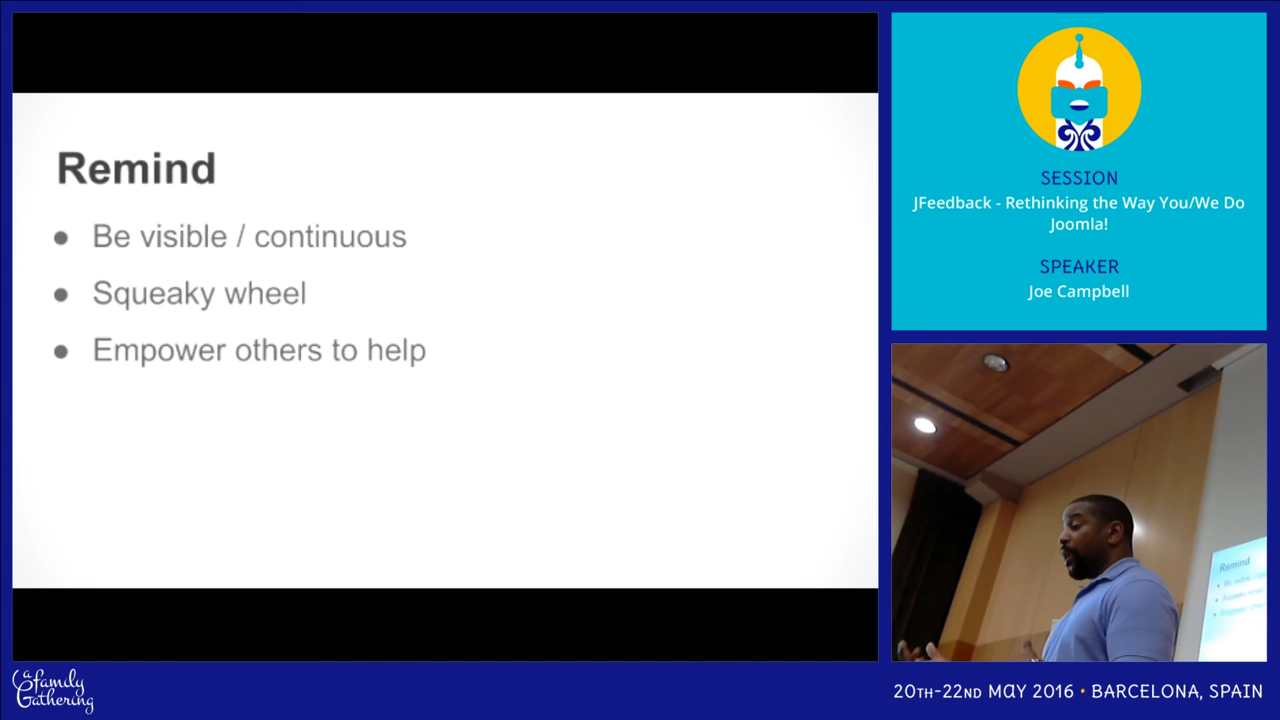 Remind
• Be visible / continuous
• Squeaky wheel
• Empower others to help
SESSION
JFeedback - Rethinking the Way You/We Do
Joomla!
SPEAKER
Joe Campbell
Remind
a family
Gathering
20TH-22ND MAY 2016 • BARCELONA, SPAIN